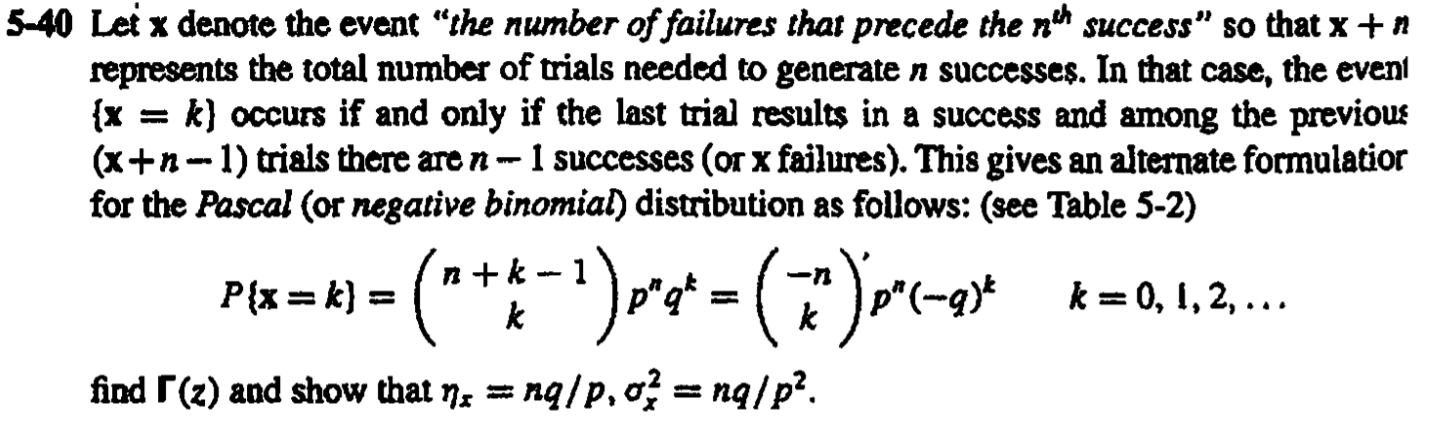 5-40 Let x denote the event “the number of failures that precede the nth success” so that x + n
represents the total number of trials needed to generate n successes. In that case, the event
{x = k} occurs if and only if the last trial results in a success and among the previous
(x+n − 1) trials there are n − 1 successes (or x failures). This gives an alternate formulation
for the Pascal (or negative binomial) distribution as follows: (see Table 5-2)
P{x = k} = \binom{n + k − 1}{k} p^n q^k = \binom{−n}{k} p^n (−q)^k k = 0, 1, 2, ...
find Γ(z) and show that η_x = nq/p, σ_x^2 = nq/p^2.